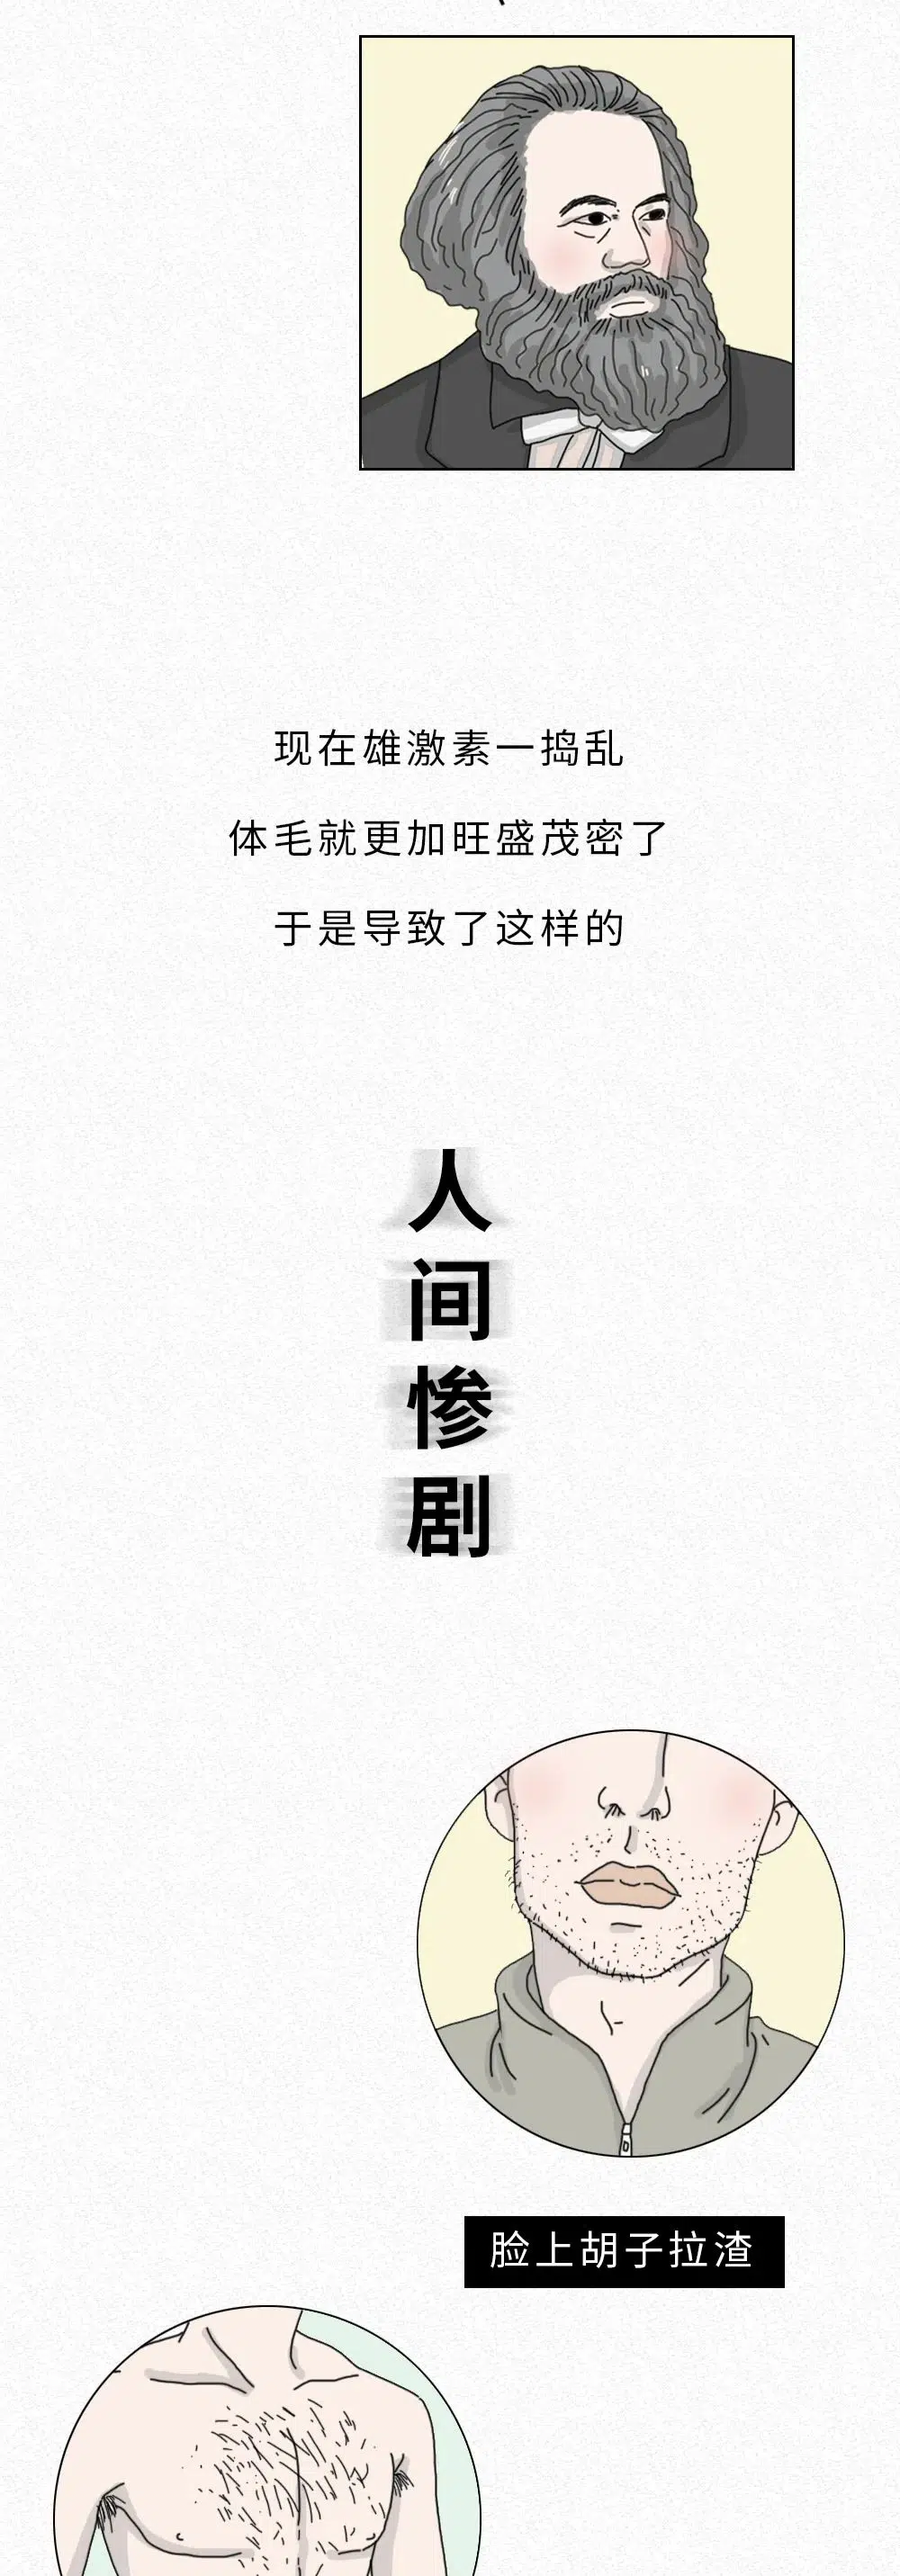 现在雄激素一捣乱
体毛就更加旺盛茂密了
于是导致了这样的
人间惨剧
脸上胡子拉渣